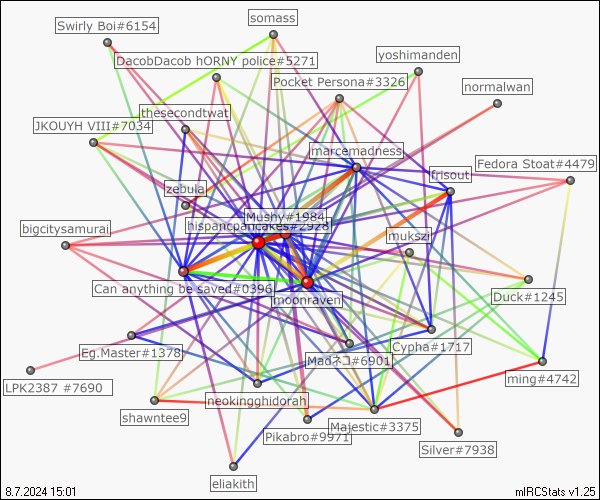 somass
Swirly Boi#6154
DacobDacob hORNY police#5271
yoshimanden
Pocket Persona#3326
normalwan
thesecondtwat
JKOUYH VIII#7034
marcemadness
Fedora Stoat#4479
frisout
zebuia
Mushy#1984
hispancpancakes#2928
bigcitysamurai
mukszir
Can anything be saved#0396
Duck#1245
moonraven
Cypha#1717
Eg.Master#1378
Madネコ#6901
ming#4742
LPK2387 #7690
neokingghidorah
shawntee9
Majestic#3375
Pikabro#9971
Silver#7938
eliakith
8.7.2024 15:01
mIRCStats v1.25